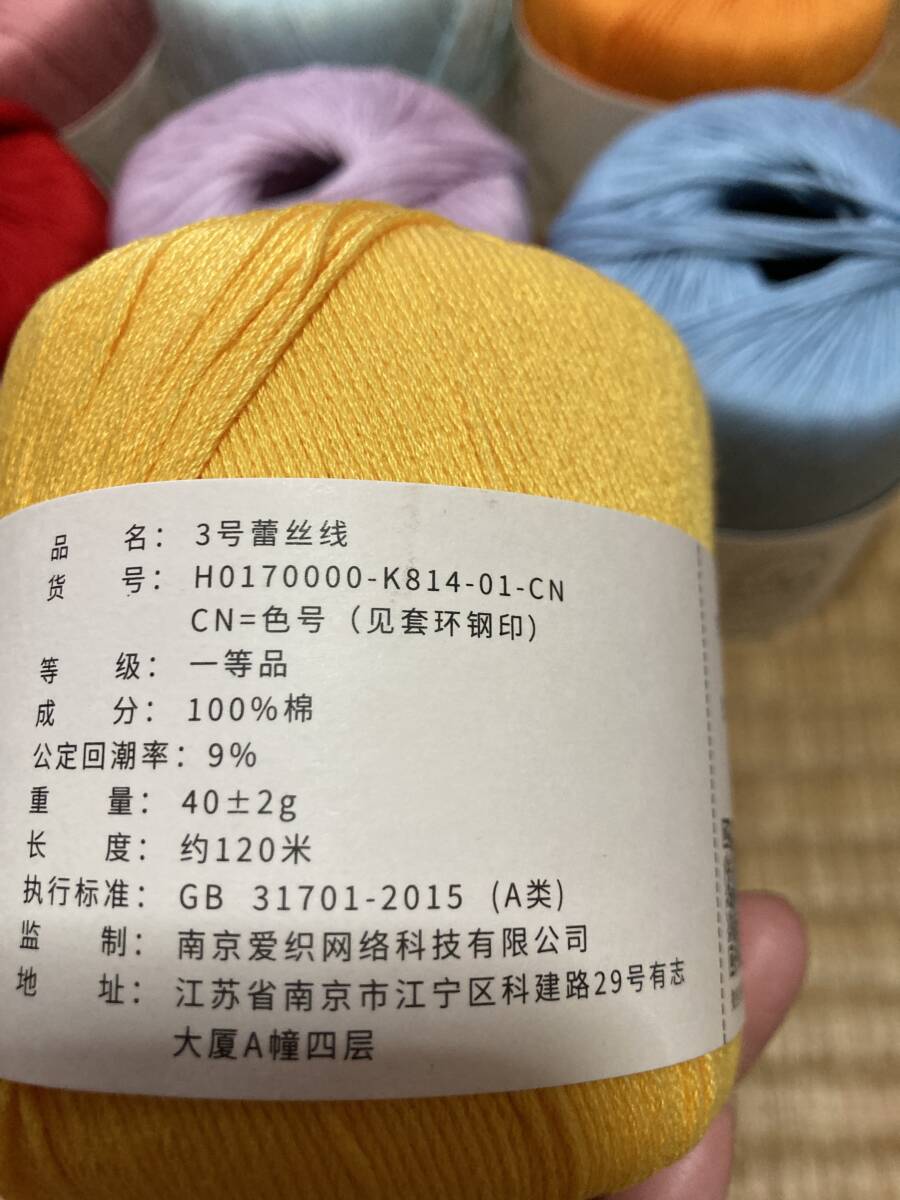 品 名：3号蕾丝线
货 号：H0170000-K814-01-CN
CN=色号（见套环钢印）
等 级：一等品
成 分：100%棉
公定回潮率：9%
重 量：40±2g
长 度：约120米
执行标准：GB 31701-2015 (A类)
监 制：南京爱织网络科技有限公司
地 址：江苏省南京市江宁区科建路29号有志
大厦A幢四层